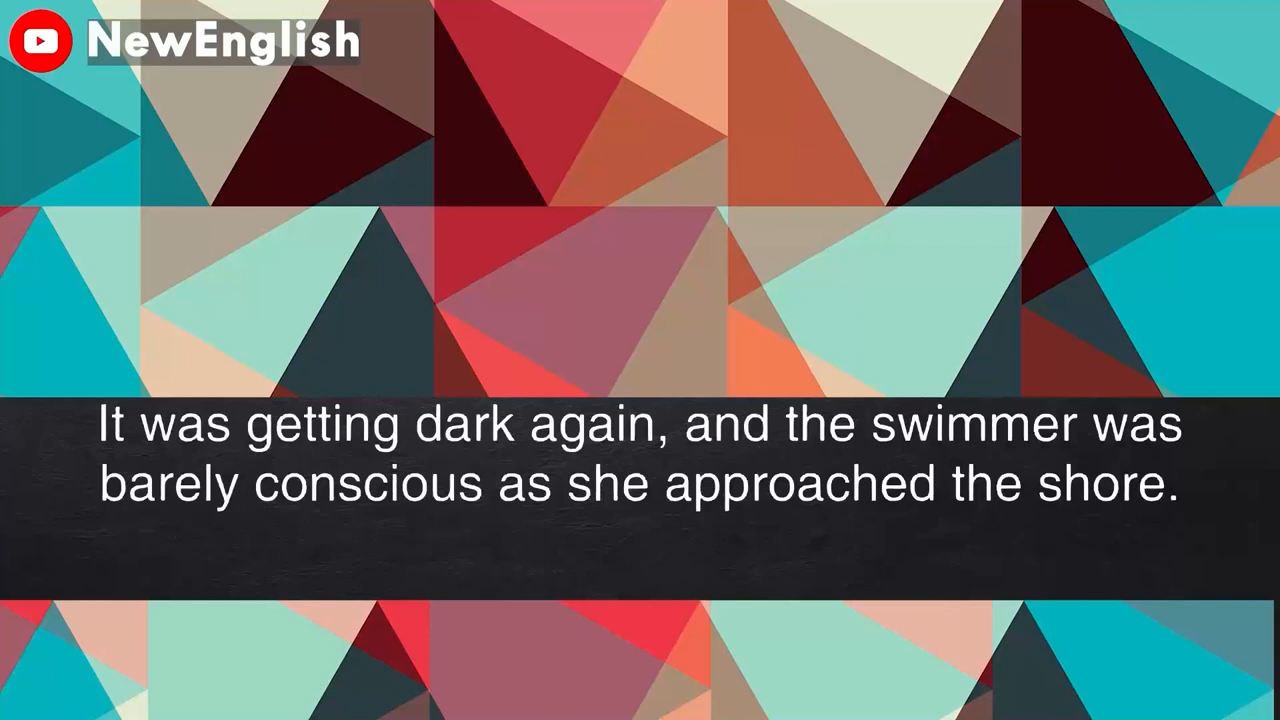 NewEnglish
It was getting dark again, and the swimmer was
barely conscious as she approached the shore.